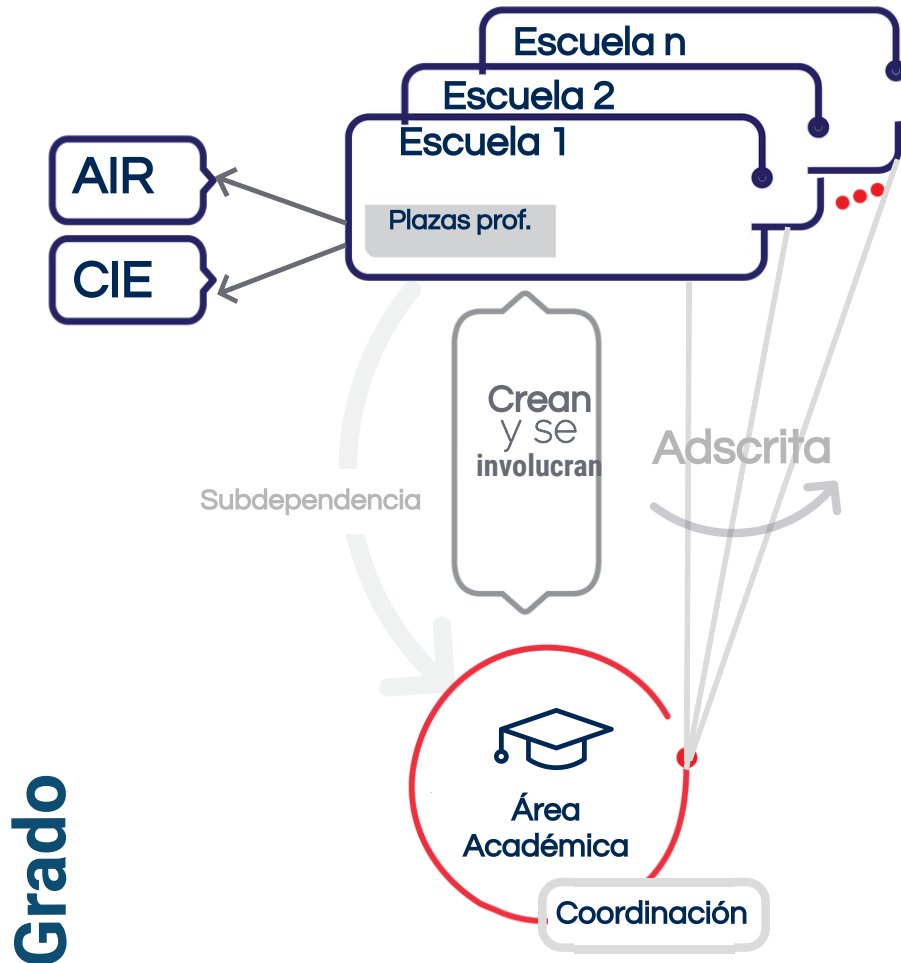 Escuela n
Escuela 2
Escuela 1
AIR
Plazas prof.
CIE
Crean
y se
involucran
Adscrita
Subdependencia
Área
Académica
Coordinación
Grado